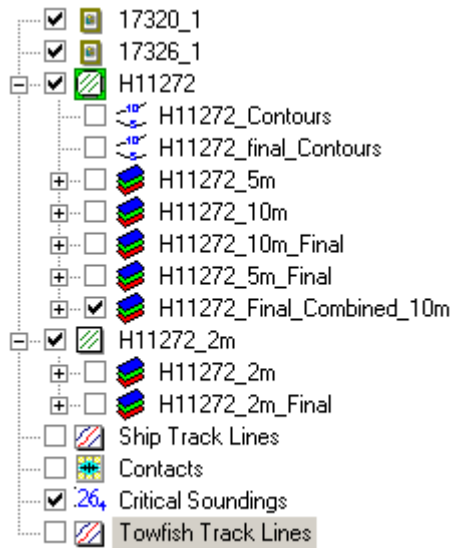 17320_1
17326_1
H11272
H11272_Contours
H11272_final_Contours
H11272_5m
H11272_10m
H11272_10m_Final
H11272_5m_Final
H11272_Final_Combined_10m
H11272_2m
H11272_2m
H11272_2m_Final
Ship Track Lines
Contacts
.264 Critical Soundings
Towfish Track Lines